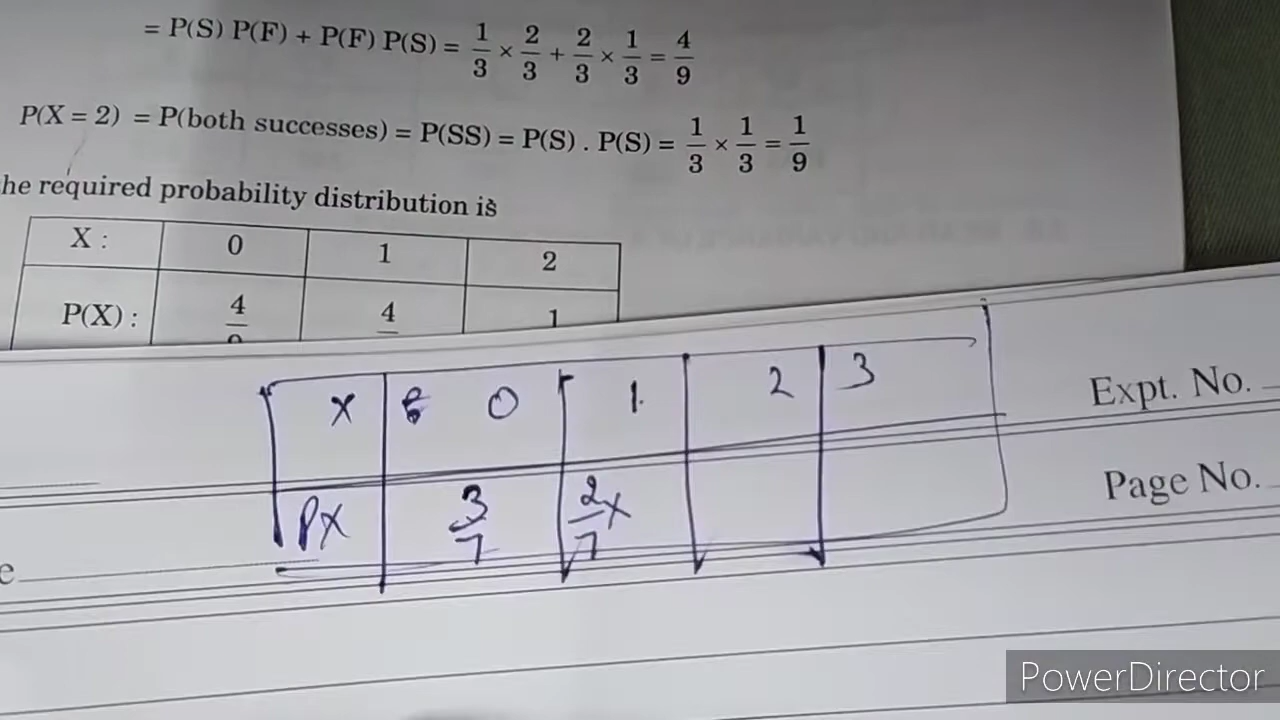 = P(S) P(F) + P(F) P(S) = 1/3 × 2/3 + 2/3 × 1/3 = 4/9
P(X = 2) = P(both successes) = P(SS) = P(S) . P(S) = 1/3 × 1/3 = 1/9
he required probability distribution is
X : 0 1 2
P(X) : 4/9 4 1
X 0 1. 2 3
PX 3/7 2/7 x
Expt. No.
Page No.
e
PowerDirector